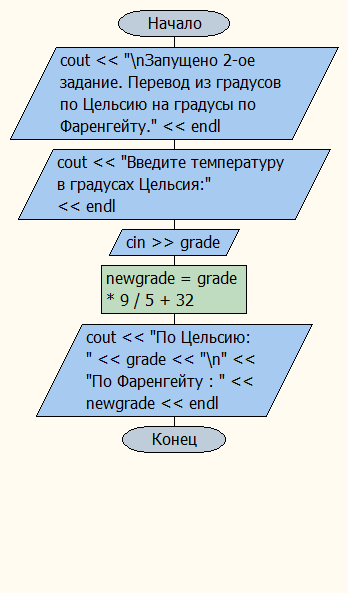 Начало
cout << "\nЗапущено 2-ое
задание. Перевод из градусов
по Цельсию на градусы по
Фаренгейту." << endl
cout << "Введите температуру
в градусах Цельсия:"
<< endl
cin >> grade
newgrade = grade
* 9 / 5 + 32
cout << "По Цельсию:
" << grade << "\n" <<
"По Фаренгейту : " <<
newgrade << endl
Конец